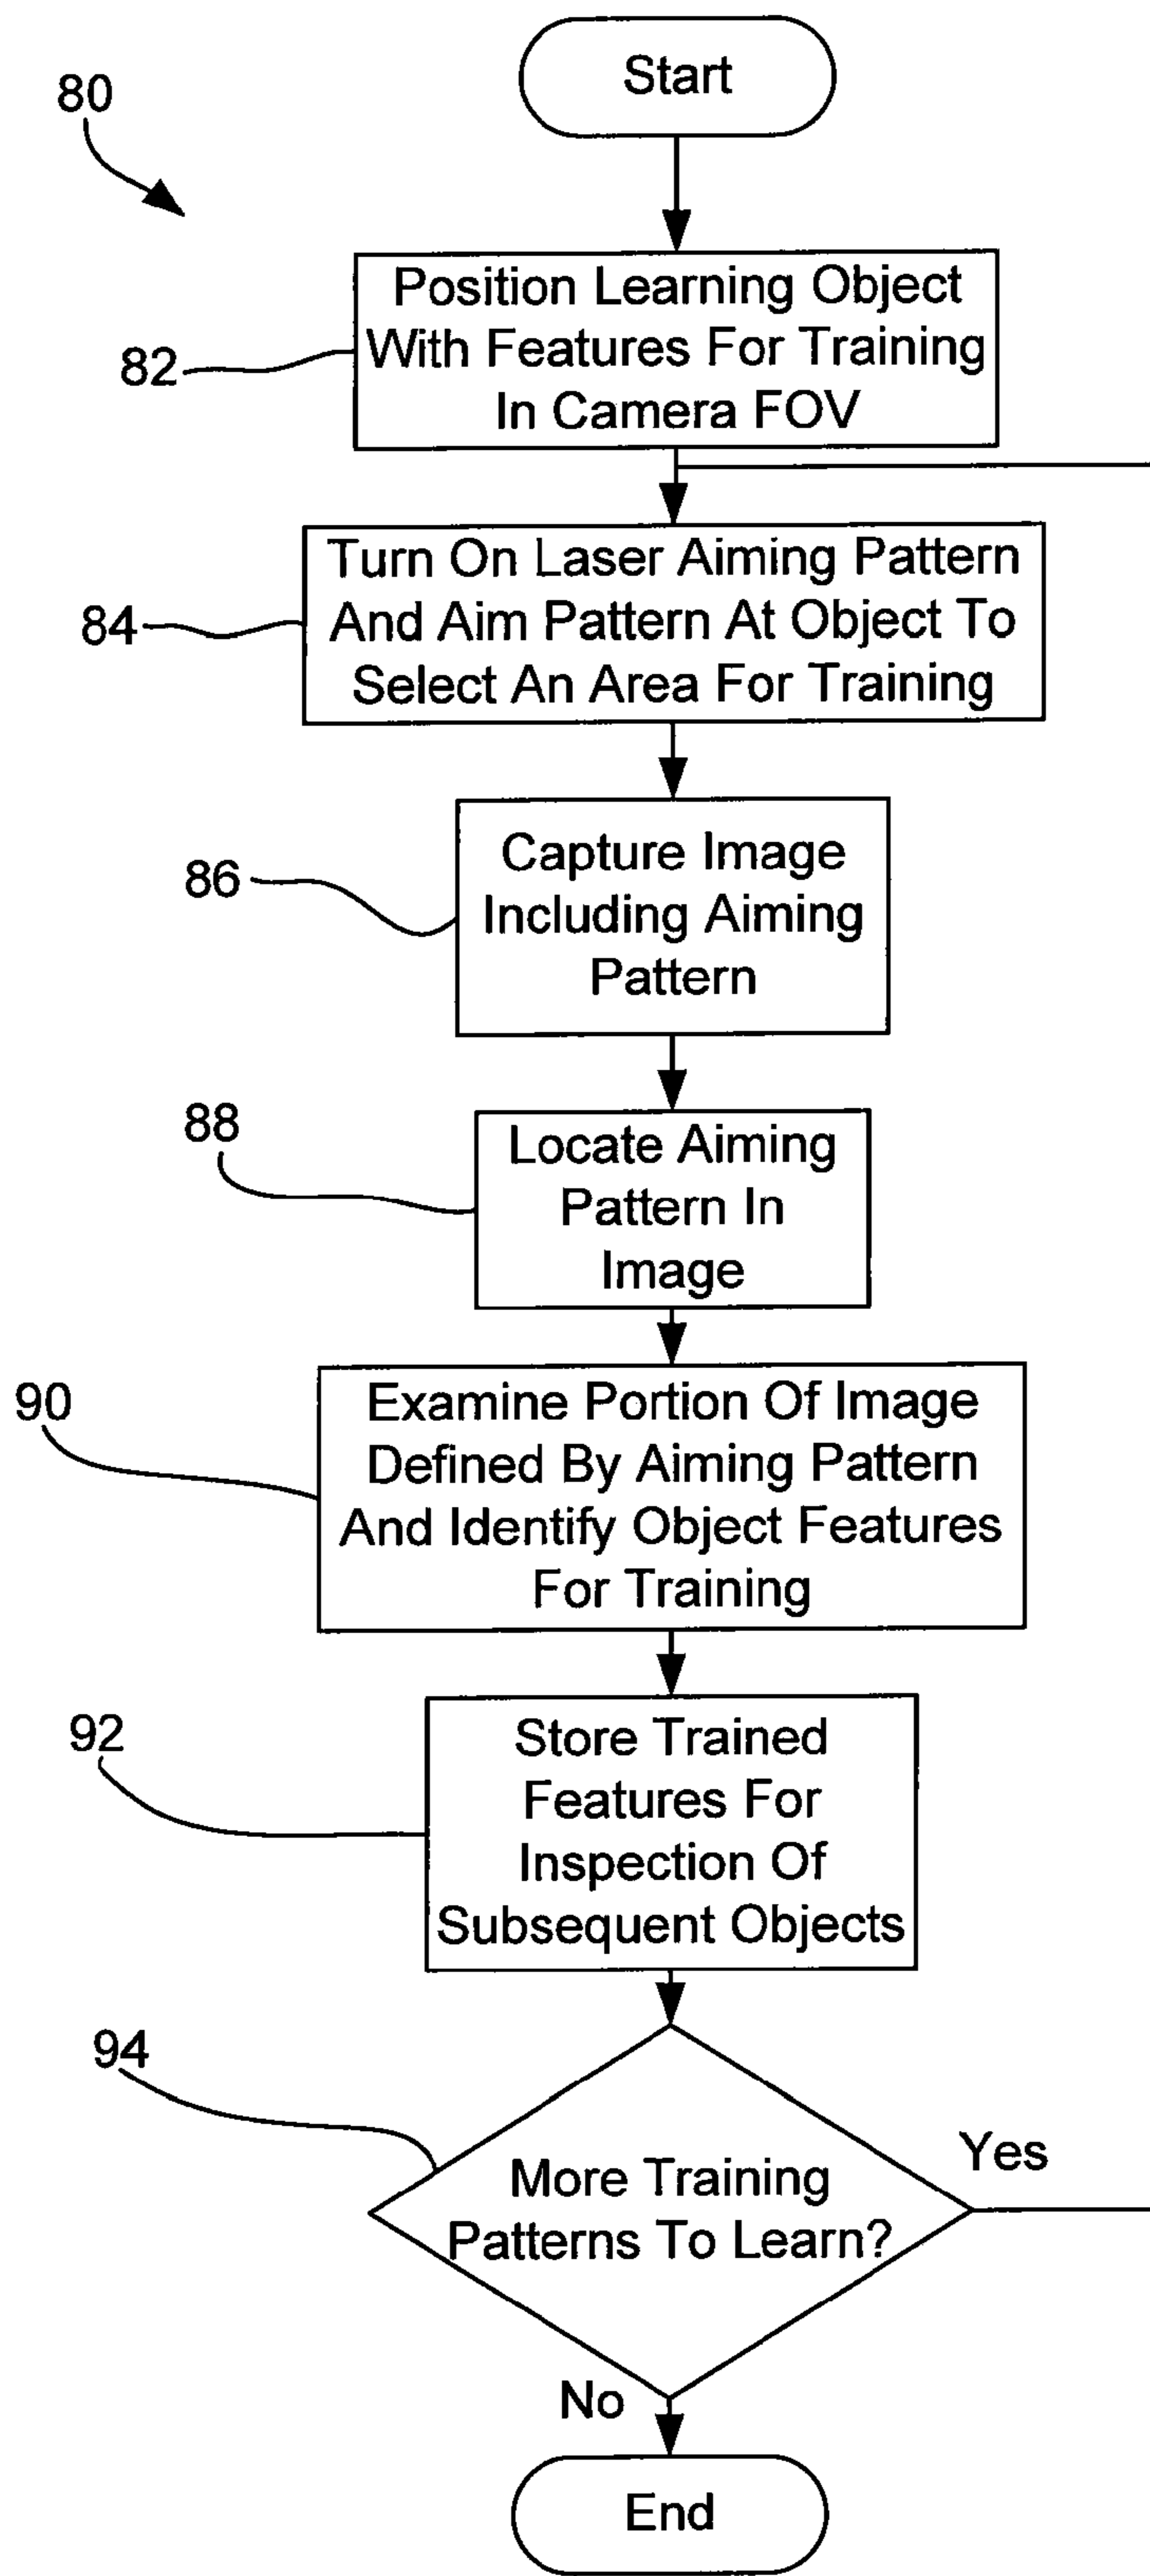 Start
80
Position Learning Object
With Features For Training
In Camera FOV
82
Turn On Laser Aiming Pattern
And Aim Pattern At Object To
Select An Area For Training
84
Capture Image
Including Aiming
Pattern
86
Locate Aiming
Pattern In
Image
88
Examine Portion Of Image
Defined By Aiming Pattern
And Identify Object Features
For Training
90
Store Trained
Features For
Inspection Of
Subsequent Objects
92
94
More Training
Patterns To Learn?
Yes
No
End